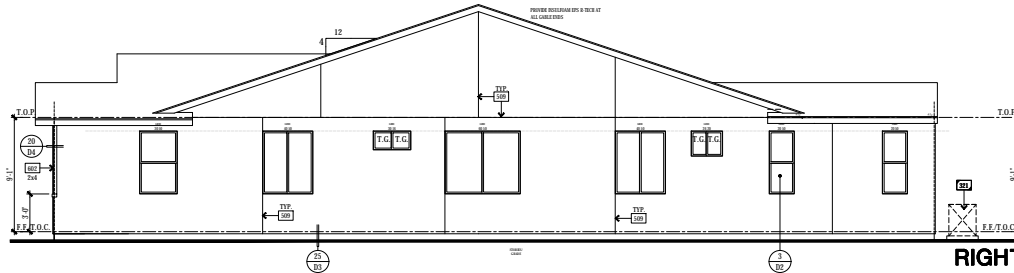 PROVIDE INSULFOAM EPS R-TECH AT
ALL GABLE ENDS
12
4
TYP.
509
T.O.P.
T.O.P.
20
D4
T.G. T.G.
T.G. T.G.
602
2x4
9'-1"
9'-1"
3'-0"
321
TYP.
509
TYP.
509
F.F./T.O.C.
F.F./T.O.C.
25
D3
3
D2
RIGHT